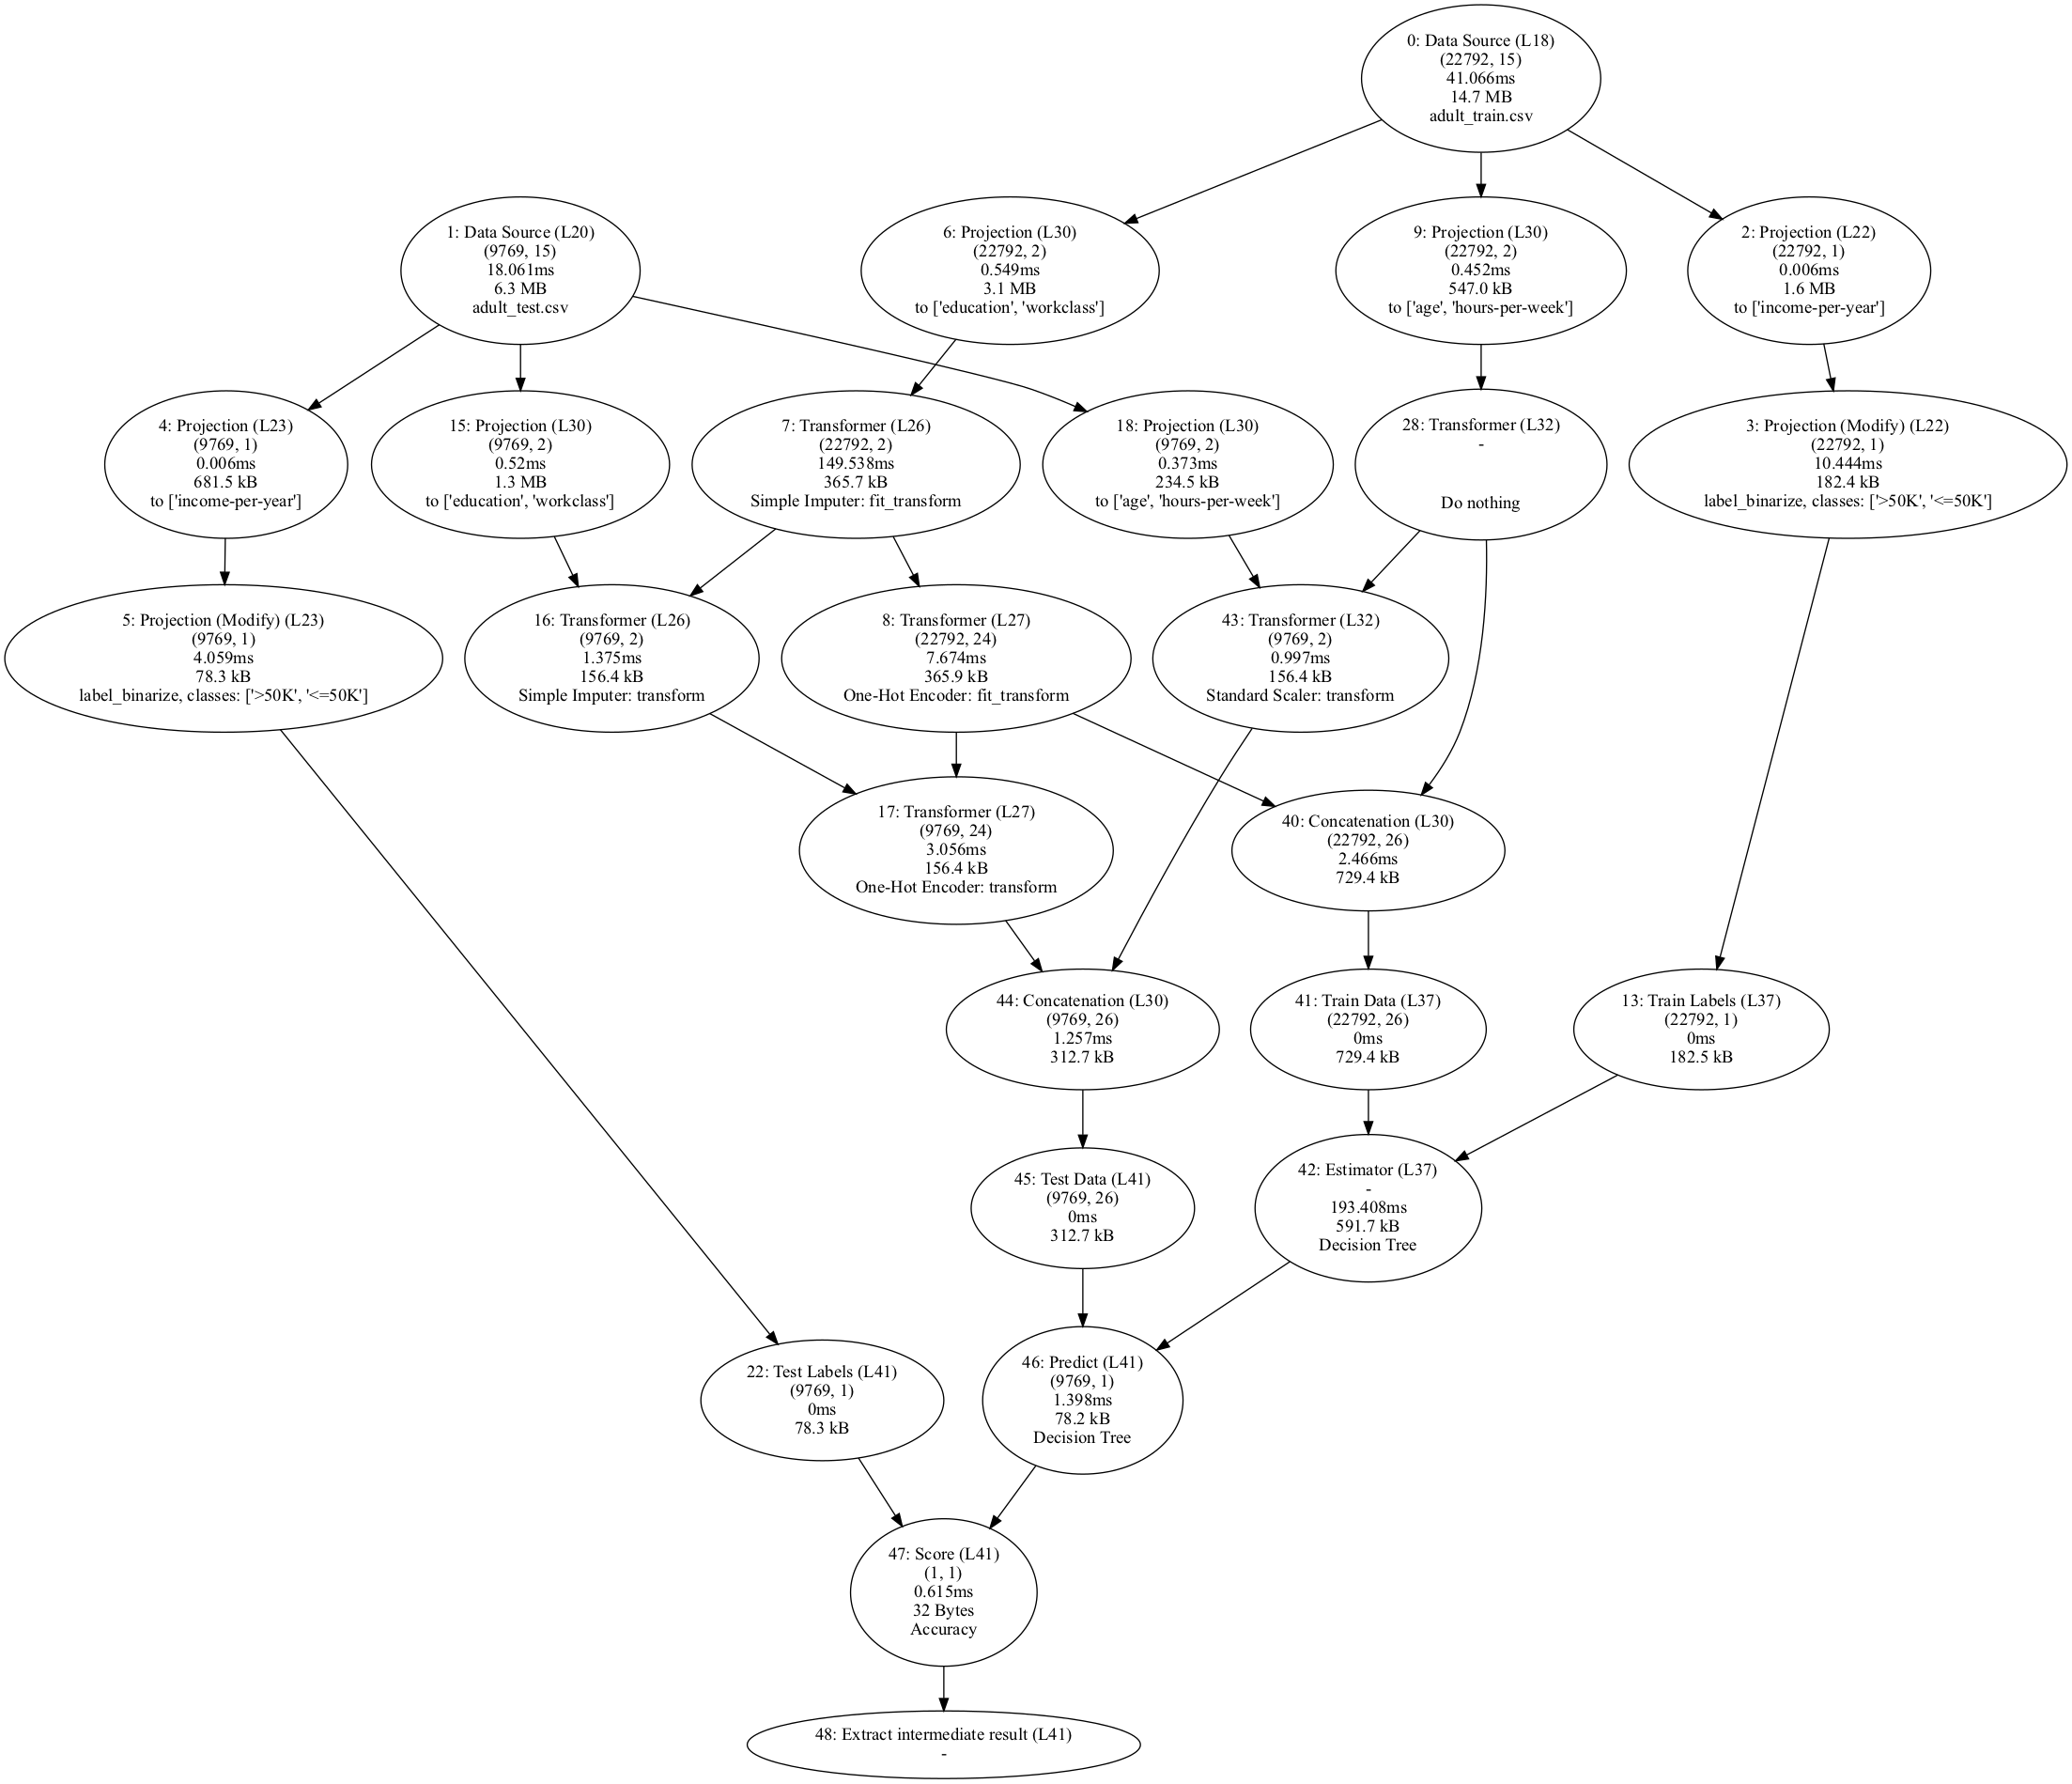 0: Data Source (L18)
(22792, 15)
41.066ms
14.7 MB
adult_train.csv
1: Data Source (L20)
(9769, 15)
18.061ms
6.3 MB
adult_test.csv
6: Projection (L30)
(22792, 2)
0.549ms
3.1 MB
to ['education', 'workclass']
9: Projection (L30)
(22792, 2)
0.452ms
547.0 kB
to ['age', 'hours-per-week']
2: Projection (L22)
(22792, 1)
0.006ms
1.6 MB
to ['income-per-year']
4: Projection (L23)
(9769, 1)
0.006ms
681.5 kB
to ['income-per-year']
15: Projection (L30)
(9769, 2)
0.52ms
1.3 MB
to ['education', 'workclass']
7: Transformer (L26)
(22792, 2)
149.538ms
365.7 kB
Simple Imputer: fit_transform
18: Projection (L30)
(9769, 2)
0.373ms
234.5 kB
to ['age', 'hours-per-week']
28: Transformer (L32)
-
Do nothing
3: Projection (Modify) (L22)
(22792, 1)
10.444ms
182.4 kB
label_binarize, classes: ['>50K', '<=50K']
5: Projection (Modify) (L23)
(9769, 1)
4.059ms
78.3 kB
label_binarize, classes: ['>50K', '<=50K']
16: Transformer (L26)
(9769, 2)
1.375ms
156.4 kB
Simple Imputer: transform
8: Transformer (L27)
(22792, 24)
7.674ms
365.9 kB
One-Hot Encoder: fit_transform
43: Transformer (L32)
(9769, 2)
0.997ms
156.4 kB
Standard Scaler: transform
17: Transformer (L27)
(9769, 24)
3.056ms
156.4 kB
One-Hot Encoder: transform
40: Concatenation (L30)
(22792, 26)
2.466ms
729.4 kB
44: Concatenation (L30)
(9769, 26)
1.257ms
312.7 kB
41: Train Data (L37)
(22792, 26)
0ms
729.4 kB
13: Train Labels (L37)
(22792, 1)
0ms
182.5 kB
45: Test Data (L41)
(9769, 26)
0ms
312.7 kB
42: Estimator (L37)
-
193.408ms
591.7 kB
Decision Tree
22: Test Labels (L41)
(9769, 1)
0ms
78.3 kB
46: Predict (L41)
(9769, 1)
1.398ms
78.2 kB
Decision Tree
47: Score (L41)
(1, 1)
0.615ms
32 Bytes
Accuracy
48: Extract intermediate result (L41)
-